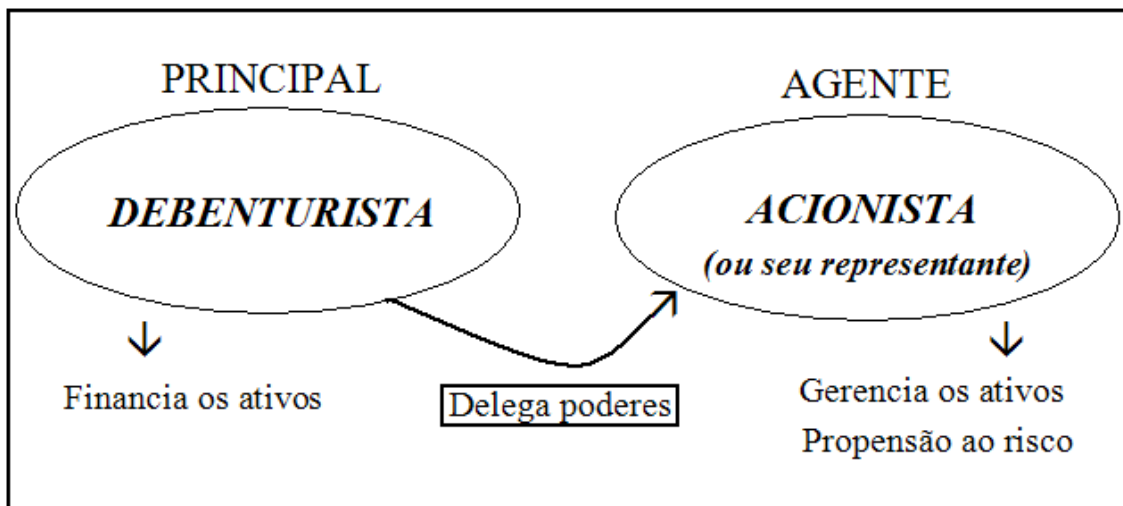 PRINCIPAL
DEBENTURISTA
Financia os ativos
Delega poderes
AGENTE
ACIONISTA
(ou seu representante)
Gerencia os ativos
Propensão ao risco